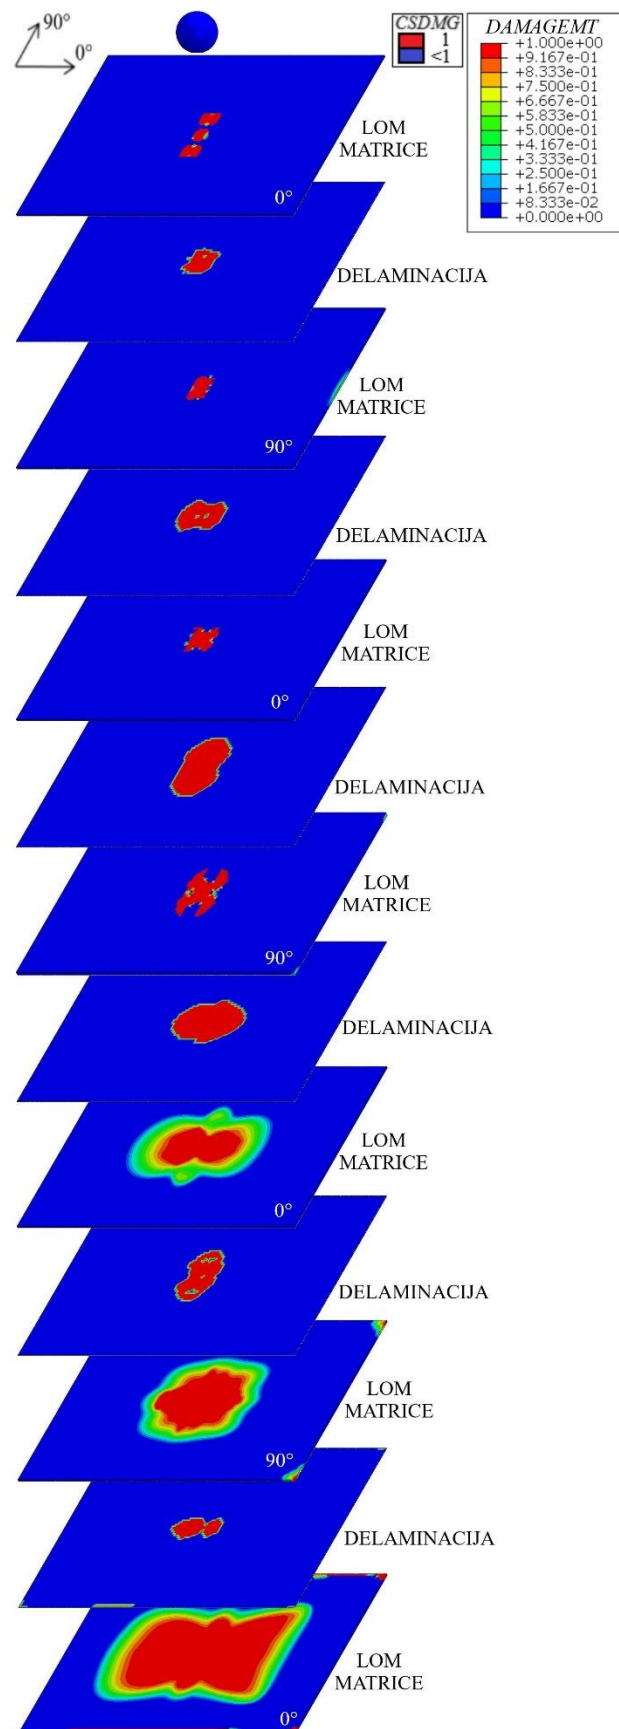 90°
0°
CSDMG
1
<1
DAMAGEMT
+1.000e+00
+9.167e-01
+8.333e-01
+7.500e-01
+6.667e-01
+5.833e-01
+5.000e-01
+4.167e-01
+3.333e-01
+2.500e-01
+1.667e-01
+8.333e-02
+0.000e+00
LOM
MATRICE
0°
DELAMINACIJA
LOM
MATRICE
90°
DELAMINACIJA
LOM
MATRICE
0°
DELAMINACIJA
LOM
MATRICE
90°
DELAMINACIJA
LOM
MATRICE
0°
DELAMINACIJA
LOM
MATRICE
90°
DELAMINACIJA
LOM
MATRICE
0°